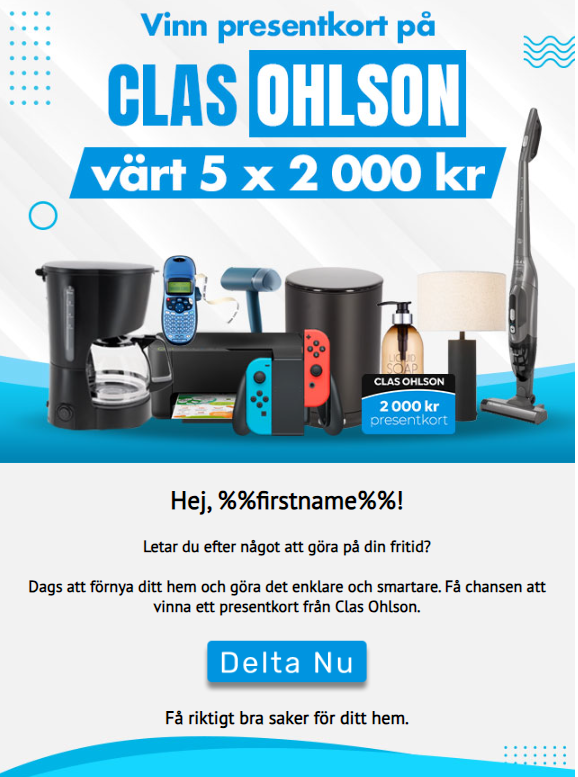 Vinn presentkort på
CLAS OHLSON
värt 5 x 2 000 kr
LIQUID
SOAP
CLAS OHLSON
2 000 kr
presentkort
Hej, %%firstname%%!
Letar du efter något att göra på din fritid?
Dags att förnya ditt hem och göra det enklare och smartare. Få chansen att
vinna ett presentkort från Clas Ohlson.
Delta Nu
Få riktigt bra saker för ditt hem.